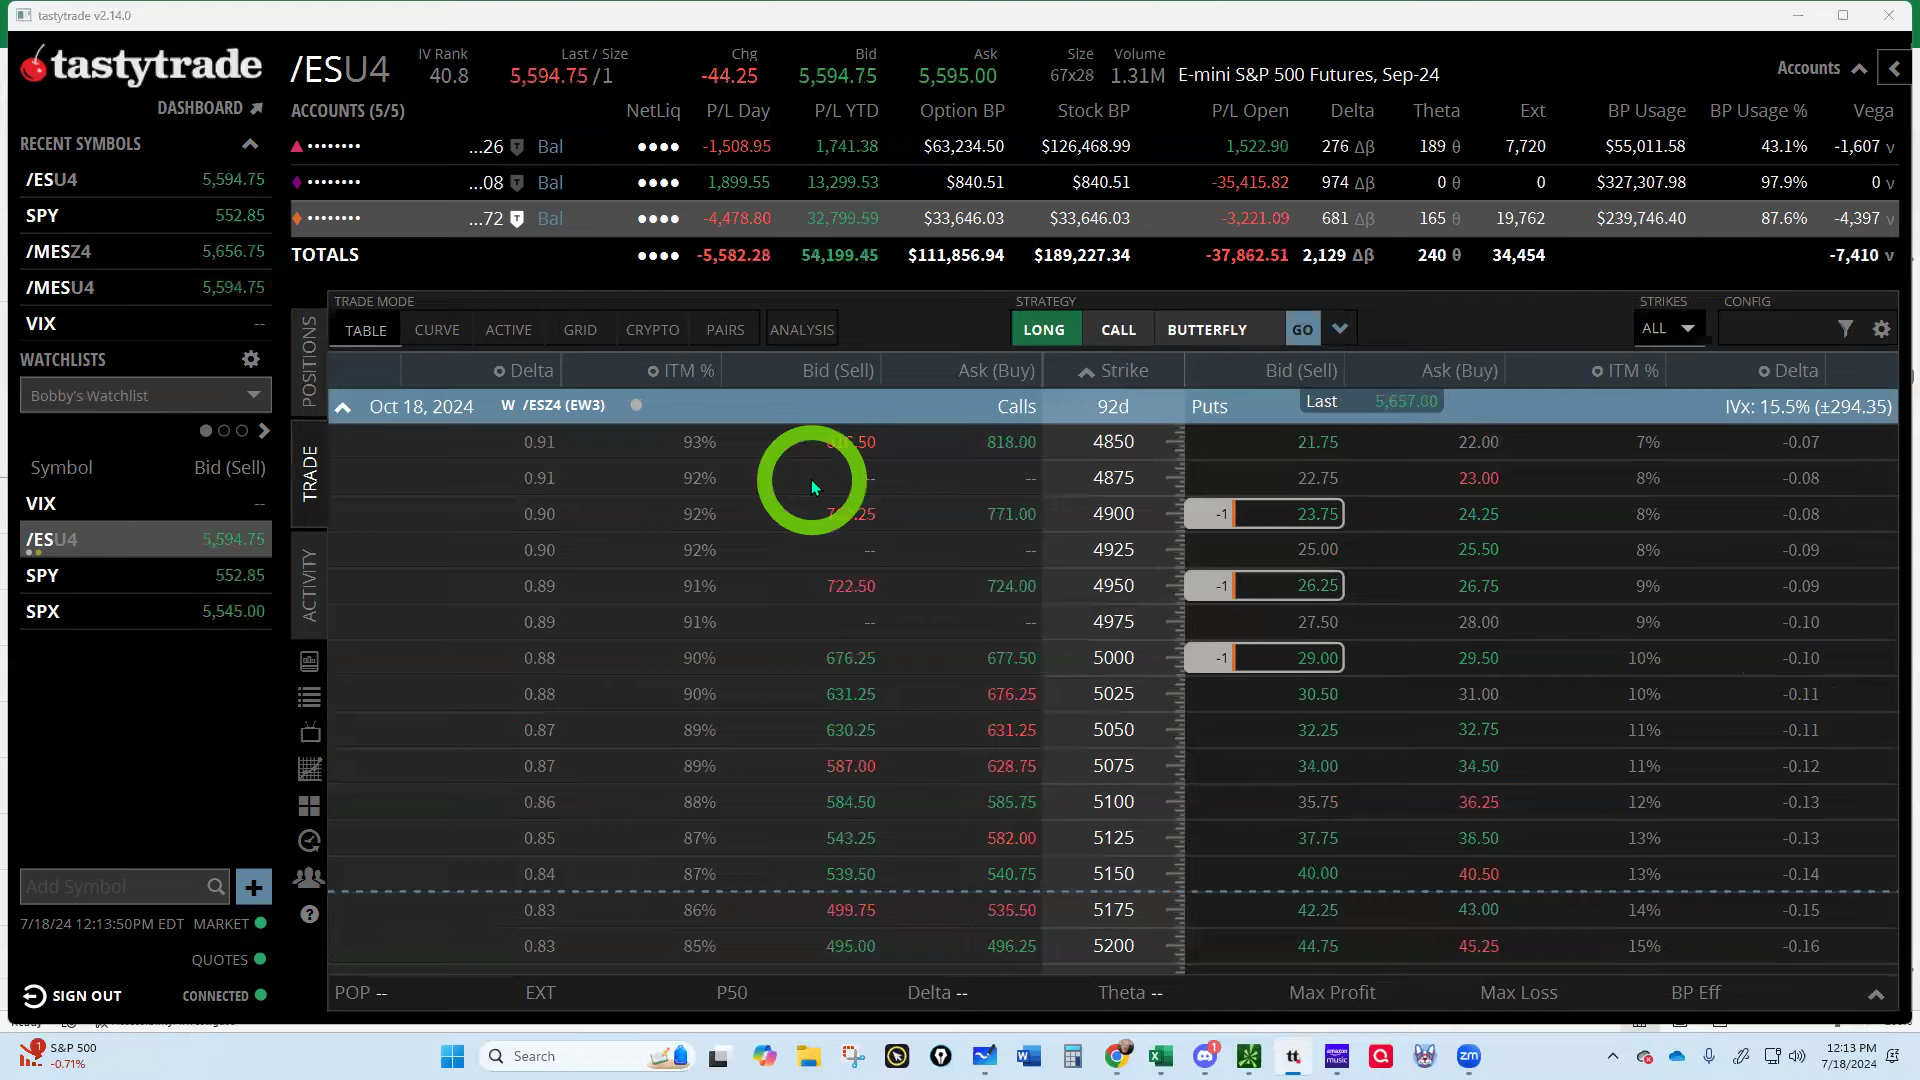 tastytrade v2.14.0
tastytrade
DASHBOARD
/ESU4
IV Rank
40.8
Last / Size
5,594.75 /1
Chg
-44.25
Bid
5,594.75
Ask
5,595.00
Size
67x28
Volume
1.31M
E-mini S&P 500 Futures, Sep-24
Accounts
ACCOUNTS (5/5) NetLiq P/L Day P/L YTD Option BP Stock BP P/L Open Delta Theta Ext BP Usage BP Usage % Vega
•••••••• ...26 T Bal •••• -1,508.95 1,741.38 $63,234.50 $126,468.99 1,522.90 276 Δβ 189 θ 7,720 $55,011.58 43.1% -1,607 ν
•••••••• ...08 T Bal •••• 1,899.55 13,299.53 $840.51 $840.51 -35,415.82 974 Δβ 0 θ 0 $327,307.98 97.9% 0 ν
•••••••• ...72 T Bal •••• -4,478.80 32,799.59 $33,646.03 $33,646.03 -3,221.09 681 Δβ 165 θ 19,762 $239,746.40 87.6% -4,397 ν
TOTALS •••• -5,582.28 54,199.45 $111,856.94 $189,227.34 -37,862.51 2,129 Δβ 240 θ 34,454 -7,410 ν
RECENT SYMBOLS
/ESU4 5,594.75
SPY 552.85
/MESZ4 5,656.75
/MESU4 5,594.75
VIX --
WATCHLISTS
Bobby's Watchlist
Symbol Bid (Sell)
VIX --
/ESU4 5,594.75
SPY 552.85
SPX 5,545.00
Add Symbol
7/18/24 12:13:50PM EDT MARKET
QUOTES
SIGN OUT CONNECTED
POSITIONS
TRADE
ACTIVITY
TRADE MODE STRATEGY STRIKES CONFIG
TABLE CURVE ACTIVE GRID CRYPTO PAIRS ANALYSIS LONG CALL BUTTERFLY GO ALL
Delta ITM % Bid (Sell) Ask (Buy) Strike Bid (Sell) Ask (Buy) ITM % Delta
Oct 18, 2024 W /ESZ4 (EW3) Calls 92d Puts Last 5,657.00 IVx: 15.5% (±294.35)
0.91 93% .50 818.00 4850 21.75 22.00 7% -0.07
0.91 92% -- -- 4875 22.75 23.00 8% -0.08
0.90 92% .25 771.00 4900 -1 23.75 24.25 8% -0.08
0.90 92% -- -- 4925 25.00 25.50 8% -0.09
0.89 91% 722.50 724.00 4950 -1 26.25 26.75 9% -0.09
0.89 91% -- -- 4975 27.50 28.00 9% -0.10
0.88 90% 676.25 677.50 5000 -1 29.00 29.50 10% -0.10
0.88 90% 631.25 676.25 5025 30.50 31.00 10% -0.11
0.87 89% 630.25 631.25 5050 32.25 32.75 11% -0.11
0.87 89% 587.00 628.75 5075 34.00 34.50 11% -0.12
0.86 88% 584.50 585.75 5100 35.75 36.25 12% -0.13
0.85 87% 543.25 582.00 5125 37.75 38.50 13% -0.13
0.84 87% 539.50 540.75 5150 40.00 40.50 13% -0.14
0.83 86% 499.75 535.50 5175 42.25 43.00 14% -0.15
0.83 85% 495.00 496.25 5200 44.75 45.25 15% -0.16
POP -- EXT P50 Delta -- Theta -- Max Profit Max Loss BP Eff
1
S&P 500
-0.71%
Search
W
amazon music
1
tt
zm
12:13 PM
7/18/2024